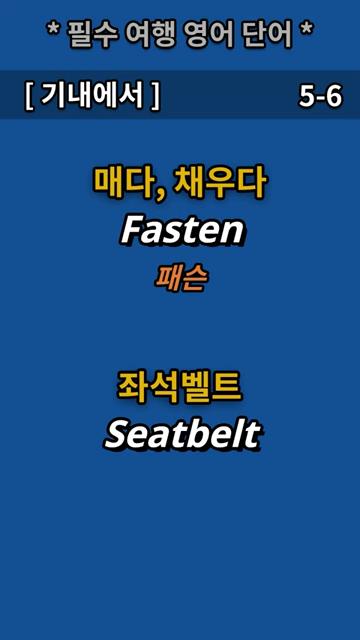 * 필수 여행 영어 단어 *
[ 기내에서 ] 5-6
매다, 채우다
Fasten
패슨
좌석벨트
Seatbelt